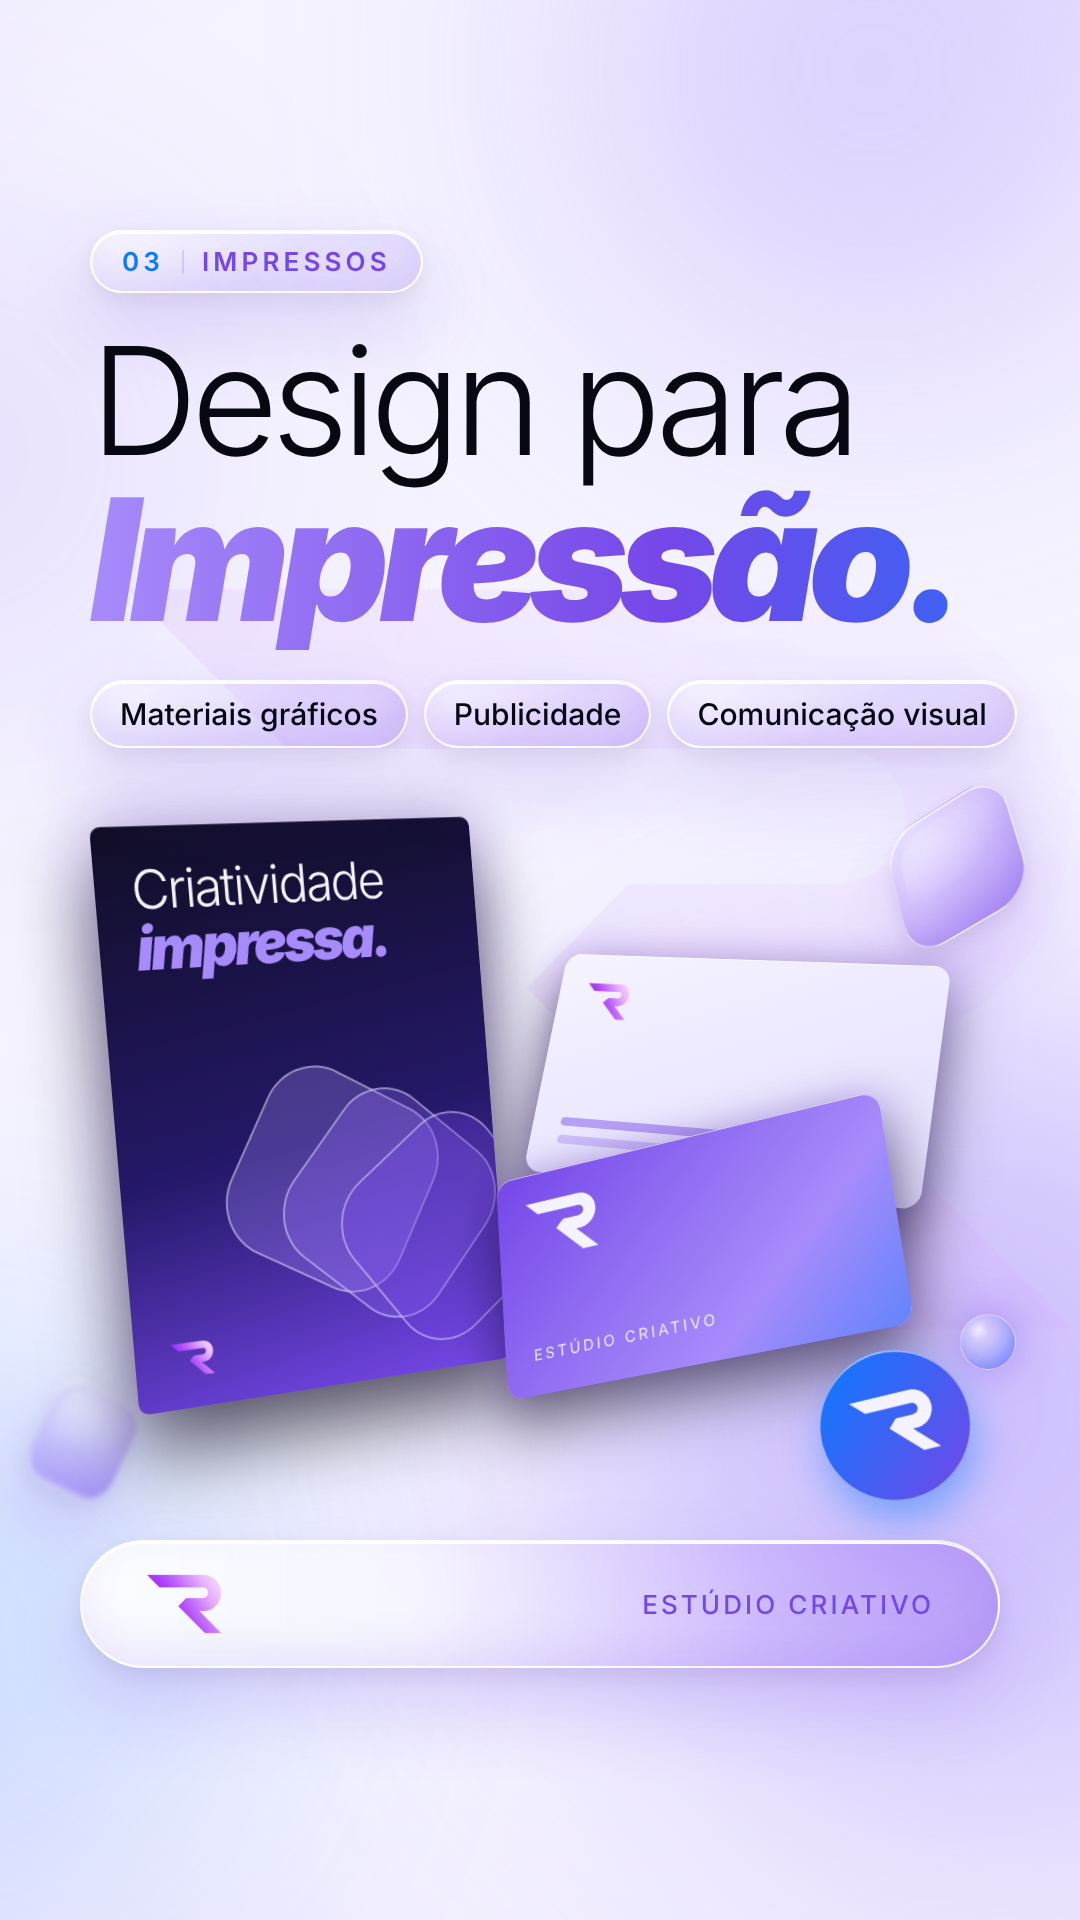 03 | IMPRESSOS
Design para
Impressão.
Materiais gráficos
Publicidade
Comunicação visual
Criatividade
impressa.
ESTÚDIO CRIATIVO
ESTÚDIO CRIATIVO